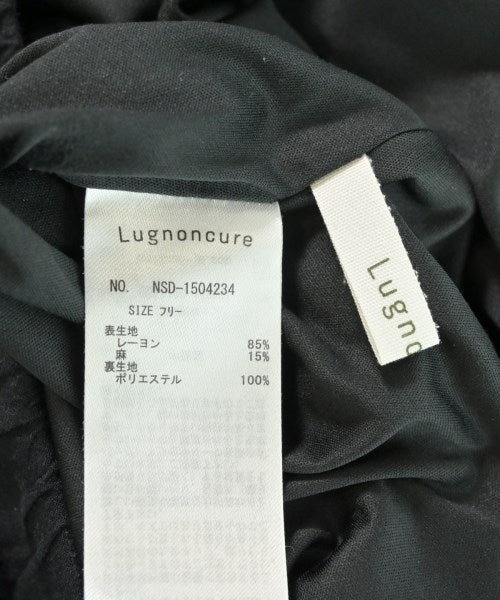 Lugnoncure
NO. NSD-1504234
SIZE フリー
表生地
レーヨン 85%
麻 15%
裏生地
ポリエステル 100%
Lugno